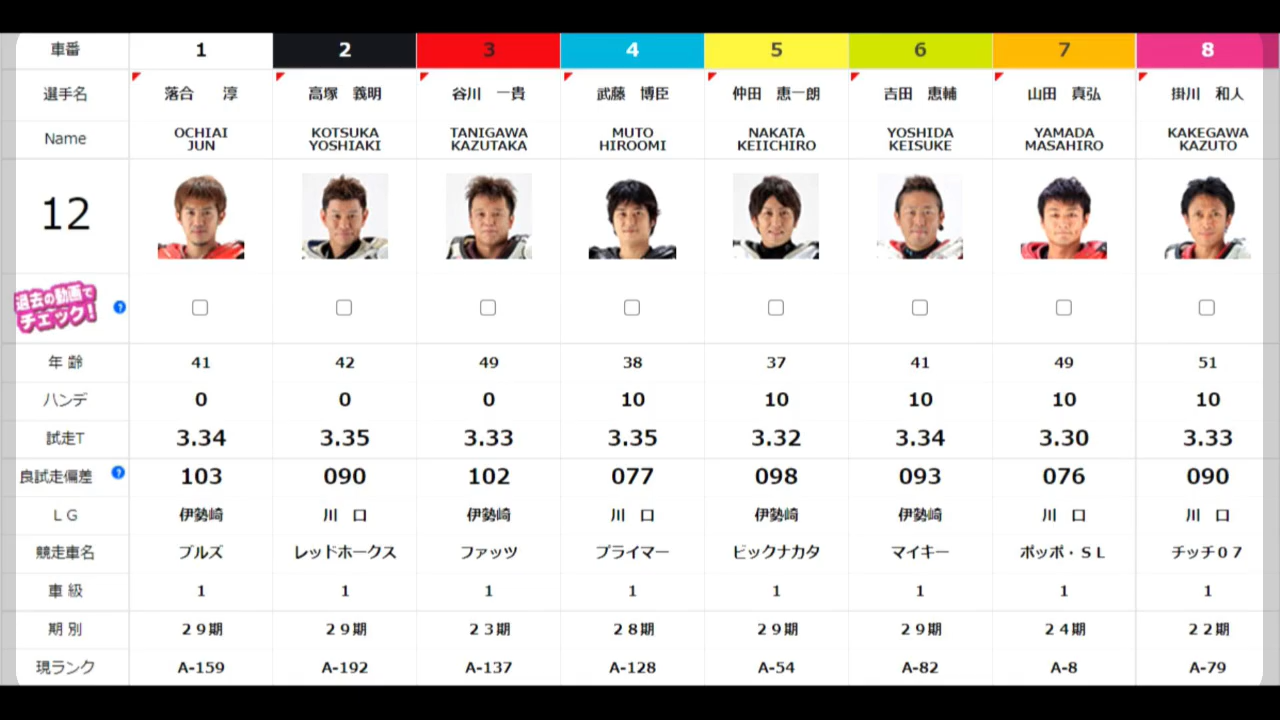 車番 1 2 3 4 5 6 7 8
選手名 落合　淳 高塚　義明 谷川　一貴 武藤　博臣 仲田　恵一朗 吉田　恵輔 山田　真弘 掛川　和人
Name OCHIAI JUN KOTSUKA YOSHIAKI TANIGAWA KAZUTAKA MUTO HIROOMI NAKATA KEIICHIRO YOSHIDA KEISUKE YAMADA MASAHIRO KAKEGAWA KAZUTO
12
過去の動画で
チェック! ?
年 齢 41 42 49 38 37 41 49 51
ハンデ 0 0 0 10 10 10 10 10
試走T 3.34 3.35 3.33 3.35 3.32 3.34 3.30 3.33
良試走偏差 ? 103 090 102 077 098 093 076 090
ＬＧ 伊勢崎 川　口 伊勢崎 川　口 伊勢崎 伊勢崎 川　口 川　口
競走車名 ブルズ レッドホークス ファッツ プライマー ビックナカタ マイキー ポッポ・ＳＬ チッチ０７
車 級 1 1 1 1 1 1 1 1
期 別 ２９期 ２９期 ２３期 ２８期 ２９期 ２９期 ２４期 ２２期
現ランク A-159 A-192 A-137 A-128 A-54 A-82 A-8 A-79